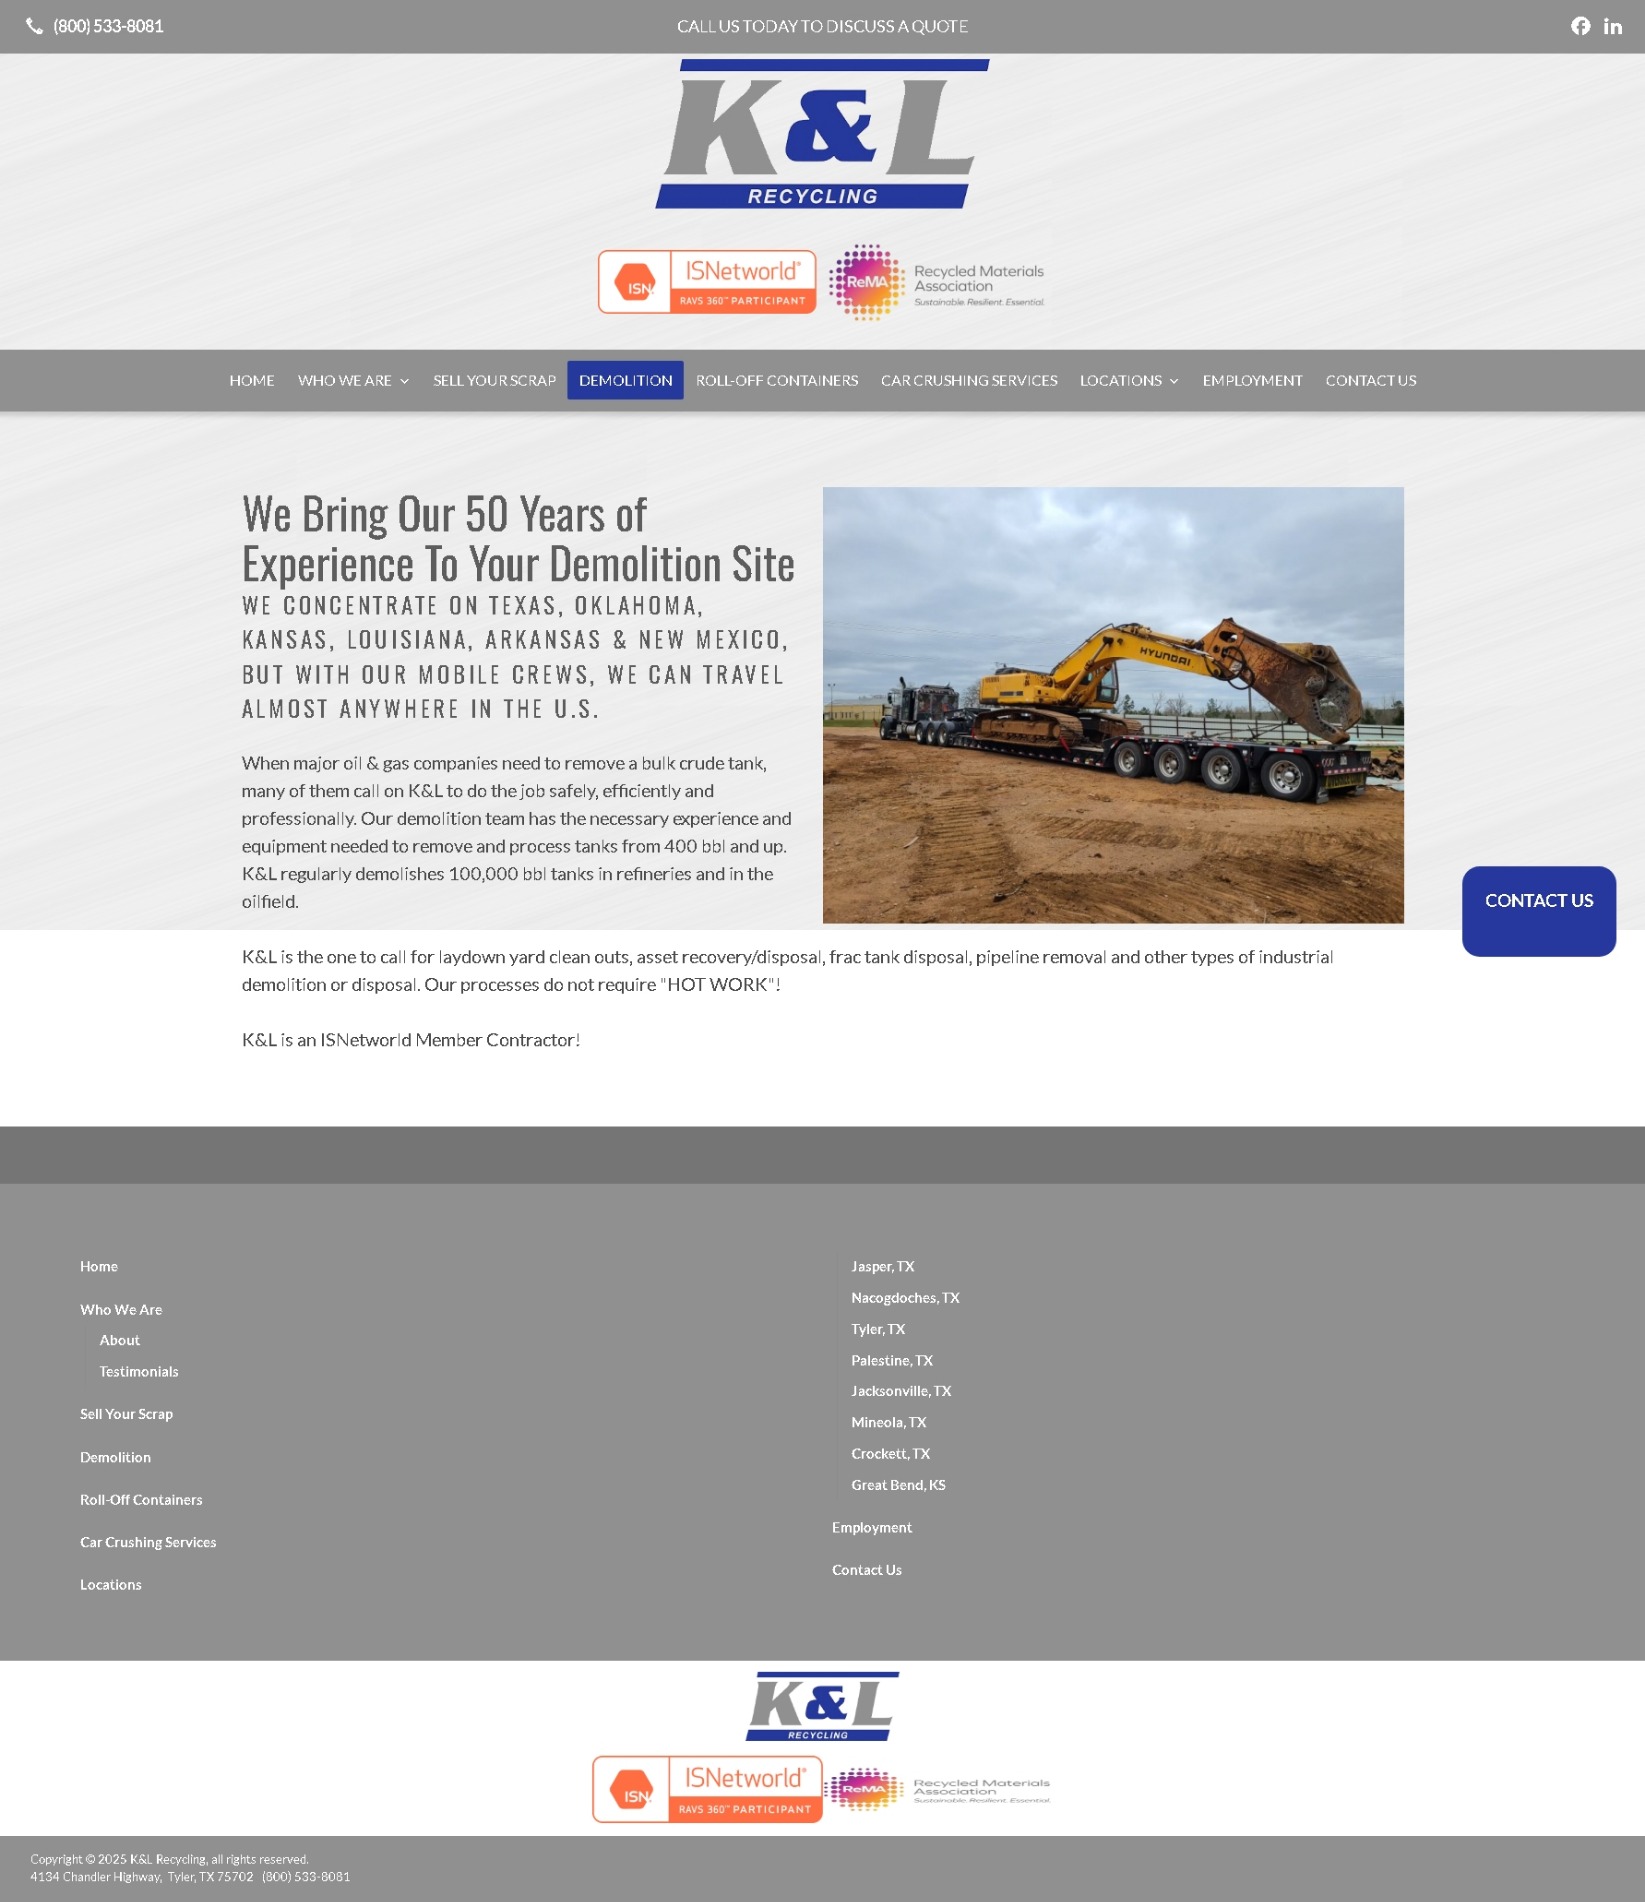 (800) 533-8081
CALL US TODAY TO DISCUSS A QUOTE
K&L
RECYCLING
ISN
ISNetworld®
RAVS 360™ PARTICIPANT
ReMA
Recycled Materials
Association
Sustainable. Resilient. Essential.
HOME
WHO WE ARE
SELL YOUR SCRAP
DEMOLITION
ROLL-OFF CONTAINERS
CAR CRUSHING SERVICES
LOCATIONS
EMPLOYMENT
CONTACT US
We Bring Our 50 Years of
Experience To Your Demolition Site
WE CONCENTRATE ON TEXAS, OKLAHOMA,
KANSAS, LOUISIANA, ARKANSAS & NEW MEXICO,
BUT WITH OUR MOBILE CREWS, WE CAN TRAVEL
ALMOST ANYWHERE IN THE U.S.
When major oil & gas companies need to remove a bulk crude tank,
many of them call on K&L to do the job safely, efficiently and
professionally. Our demolition team has the necessary experience and
equipment needed to remove and process tanks from 400 bbl and up.
K&L regularly demolishes 100,000 bbl tanks in refineries and in the
oilfield.
HYUNDAI
CONTACT US
K&L is the one to call for laydown yard clean outs, asset recovery/disposal, frac tank disposal, pipeline removal and other types of industrial
demolition or disposal. Our processes do not require "HOT WORK"!
K&L is an ISNetworld Member Contractor!
Home
Who We Are
About
Testimonials
Sell Your Scrap
Demolition
Roll-Off Containers
Car Crushing Services
Locations
Jasper, TX
Nacogdoches, TX
Tyler, TX
Palestine, TX
Jacksonville, TX
Mineola, TX
Crockett, TX
Great Bend, KS
Employment
Contact Us
K&L
RECYCLING
ISN
ISNetworld®
RAVS 360™ PARTICIPANT
ReMA
Recycled Materials
Association
Sustainable. Resilient. Essential.
Copyright © 2025 K&L Recycling, all rights reserved.
4134 Chandler Highway, Tyler, TX 75702 (800) 533-8081